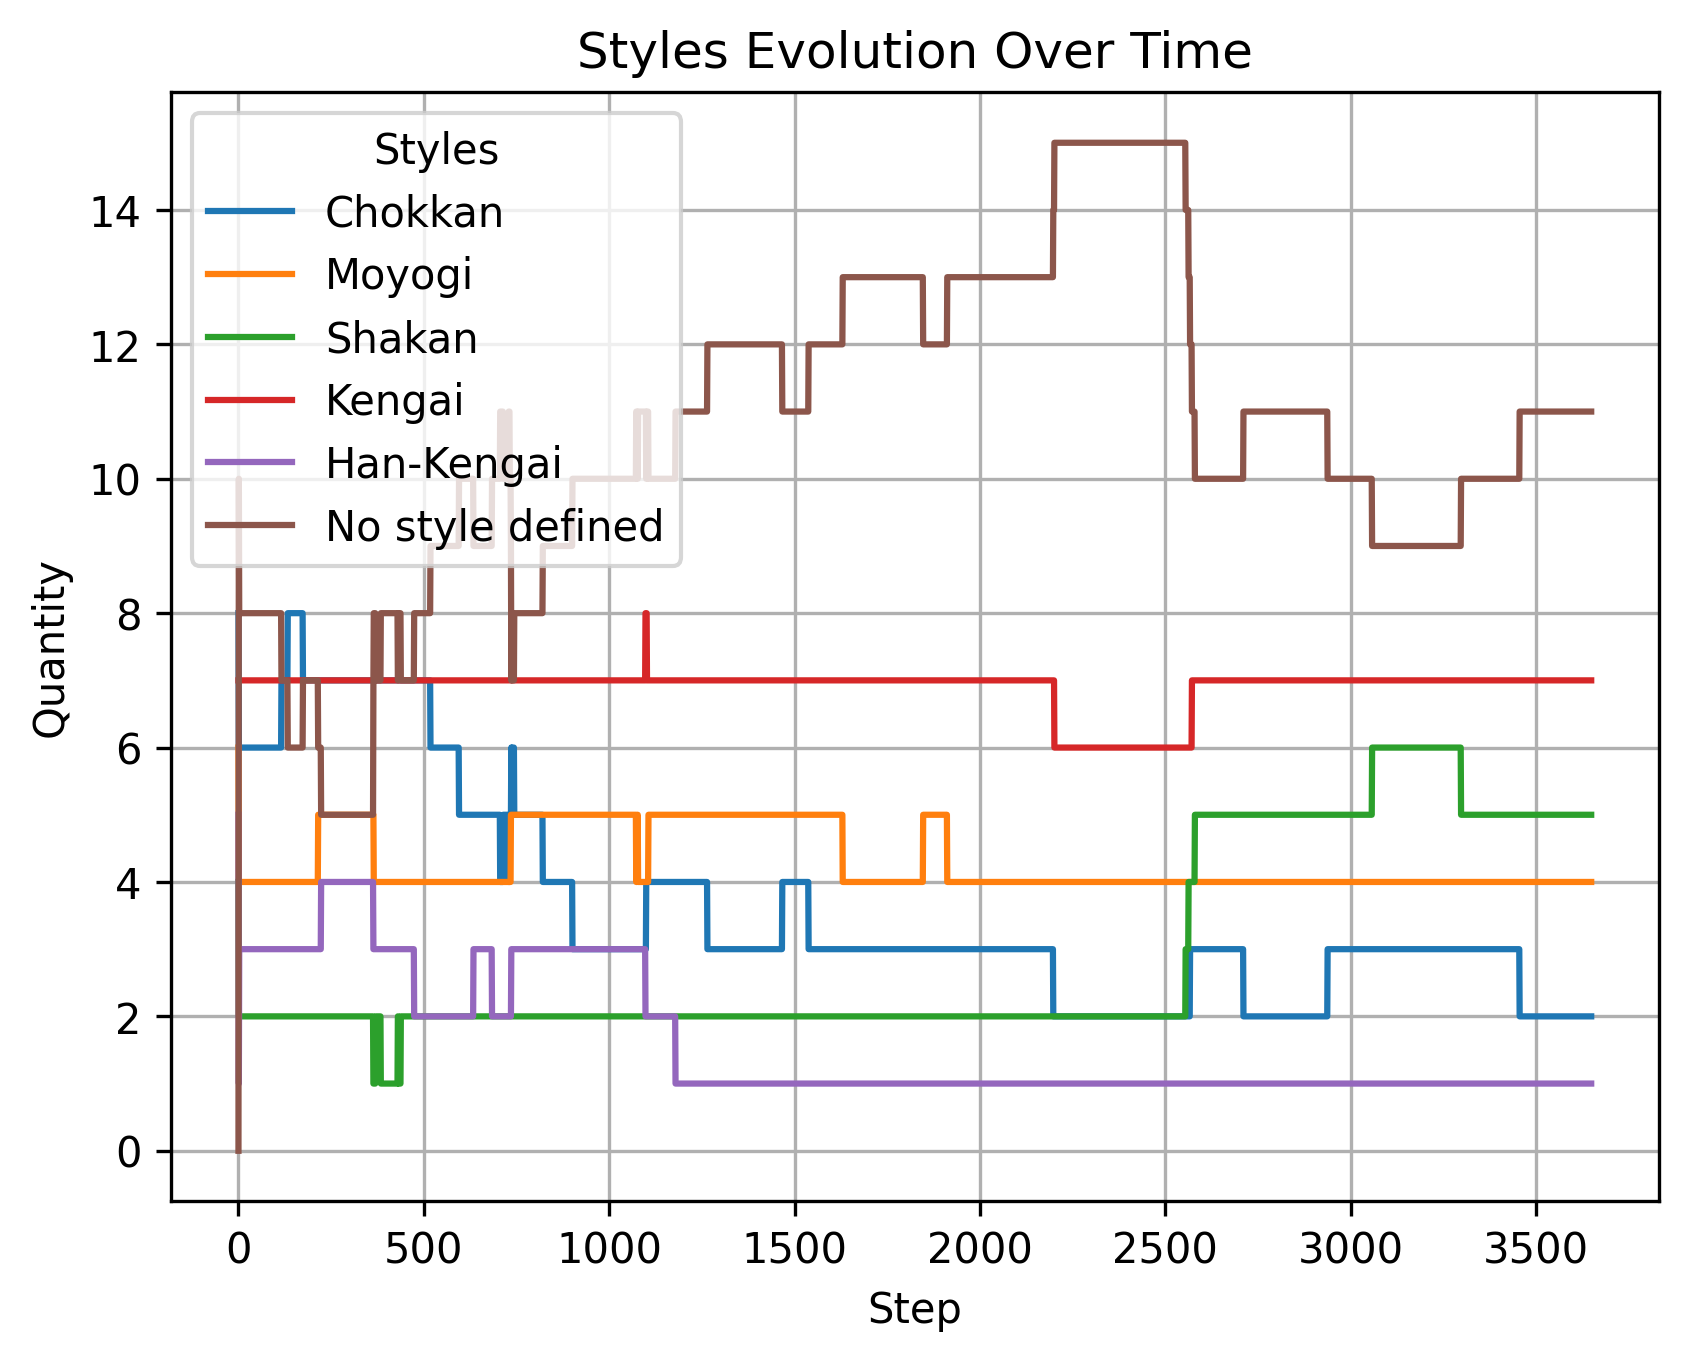 Styles Evolution Over Time
Styles
Chokkan
Moyogi
Shakan
Kengai
Han-Kengai
No style defined
Quantity
14
12
10
8
6
4
2
0
0 500 1000 1500 2000 2500 3000 3500
Step